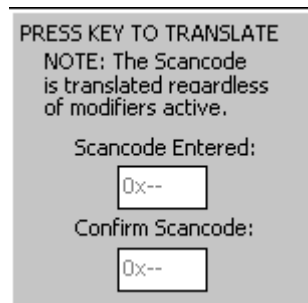 PRESS KEY TO TRANSLATE
NOTE: The Scancode
is translated regardless
of modifiers active.
Scancode Entered:
0x--
Confirm Scancode:
0x--